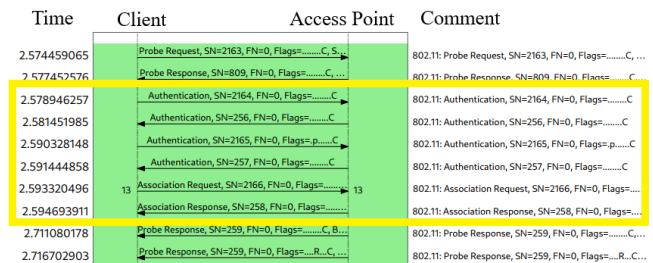 Time Client Access Point Comment
2.574459065 Probe Request, SN=2163, FN=0, Flags=........C, S... 802.11: Probe Request, SN=2163, FN=0, Flags=........C, ...
2.577452576 Probe Response, SN=809, FN=0, Flags=........C, ... 802.11: Probe Response, SN=809, FN=0, Flags=........C, ...
2.578946257 Authentication, SN=2164, FN=0, Flags=........C 802.11: Authentication, SN=2164, FN=0, Flags=........C
2.581451985 Authentication, SN=256, FN=0, Flags=........C 802.11: Authentication, SN=256, FN=0, Flags=........C
2.590328148 Authentication, SN=2165, FN=0, Flags=.p......C 802.11: Authentication, SN=2165, FN=0, Flags=.p......C
2.591444858 Authentication, SN=257, FN=0, Flags=........C 802.11: Authentication, SN=257, FN=0, Flags=........C
2.593320496 13 Association Request, SN=2166, FN=0, Flags=........ 13 802.11: Association Request, SN=2166, FN=0, Flags=....
2.594693911 Association Response, SN=258, FN=0, Flags=........ 802.11: Association Response, SN=258, FN=0, Flags=....
2.711080178 Probe Response, SN=259, FN=0, Flags=........C, B... 802.11: Probe Response, SN=259, FN=0, Flags=........C,...
2.716702903 Probe Response, SN=259, FN=0, Flags=....R...C, ... 802.11: Probe Response, SN=259, FN=0, Flags=....R...C,...